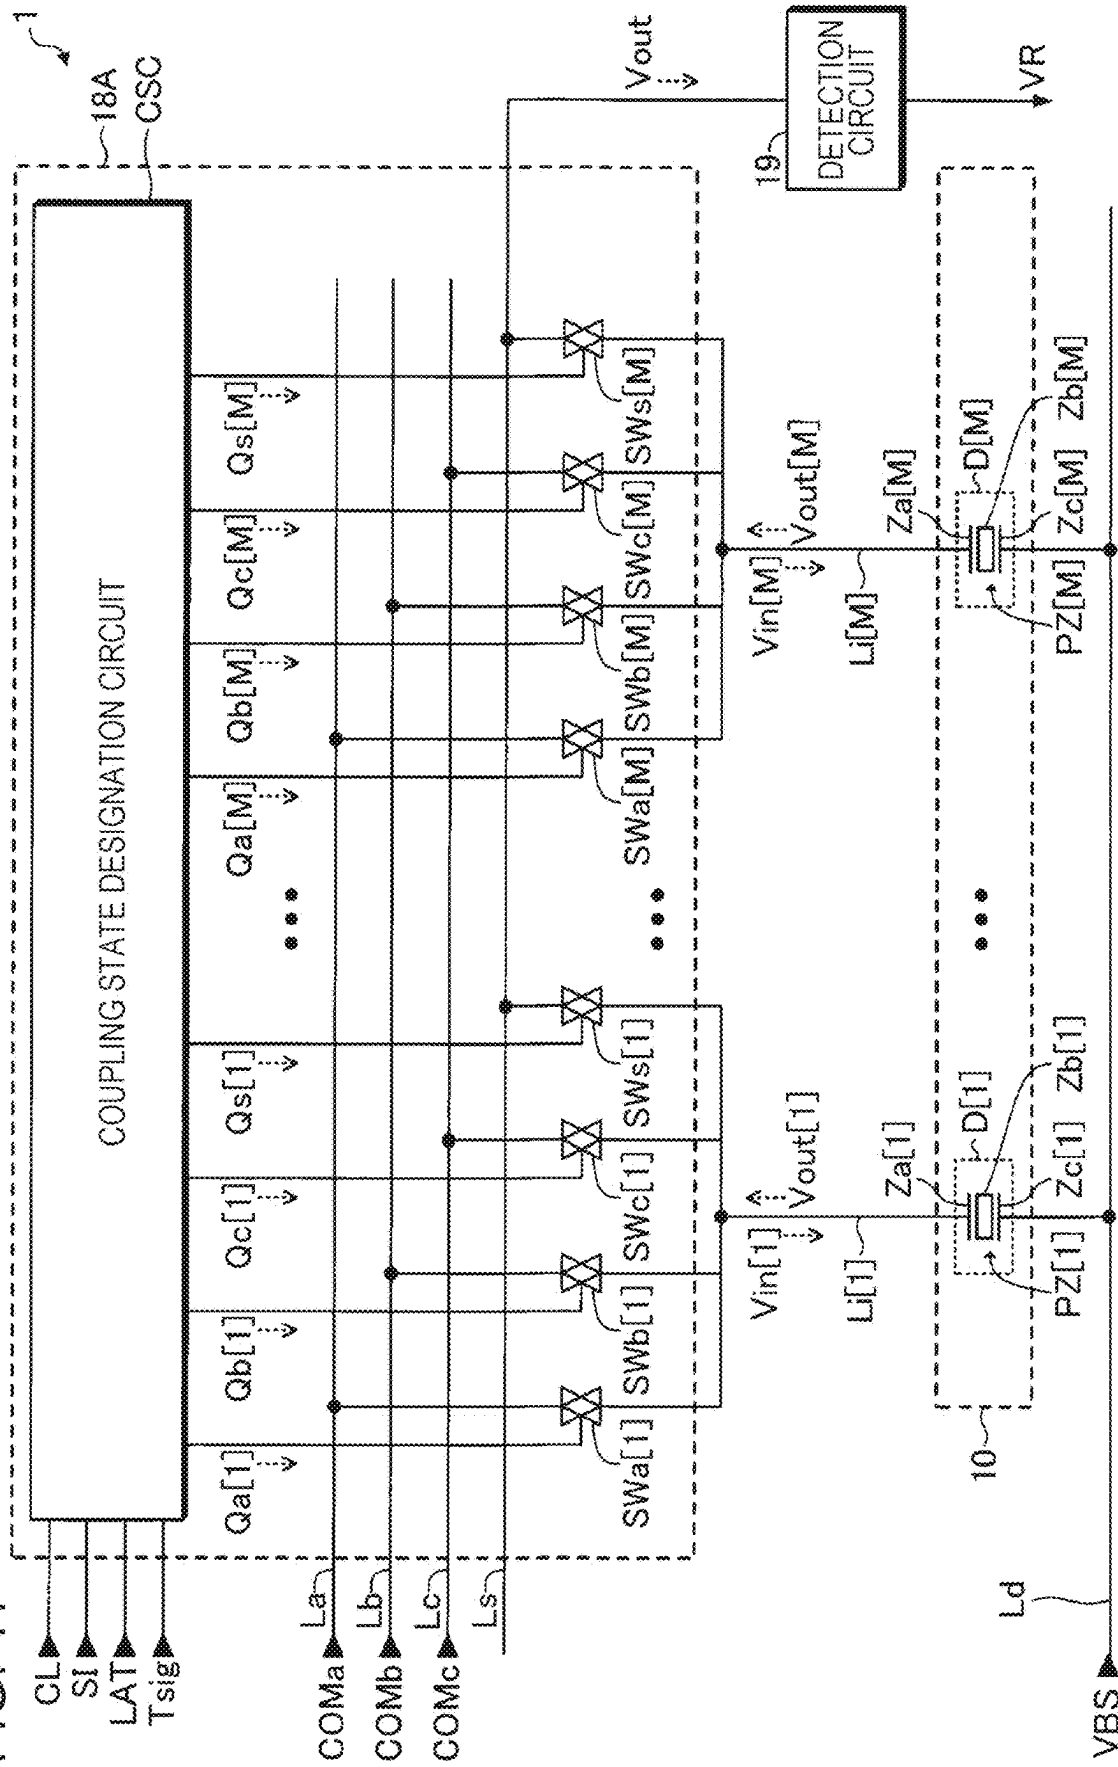 1
18A
CSC
COUPLING STATE DESIGNATION CIRCUIT
CL
SI
LAT
Tsig
Qa[1]
Qb[1]
Qc[1]
Qs[1]
Qa[M]
Qb[M]
Qc[M]
Qs[M]
COMa
La
COMb
Lb
COMc
Lc
Ls
SWa[1]
SWb[1]
SWc[1]
SWs[1]
SWa[M]
SWb[M]
SWc[M]
SWs[M]
Vout
19
DETECTION
CIRCUIT
VR
Vin[1]
Vout[1]
Li[1]
Vin[M]
Vout[M]
Li[M]
10
Za[1]
D[1]
PZ[1]
Zc[1]
Zb[1]
Za[M]
D[M]
PZ[M]
Zc[M]
Zb[M]
Ld
VBS